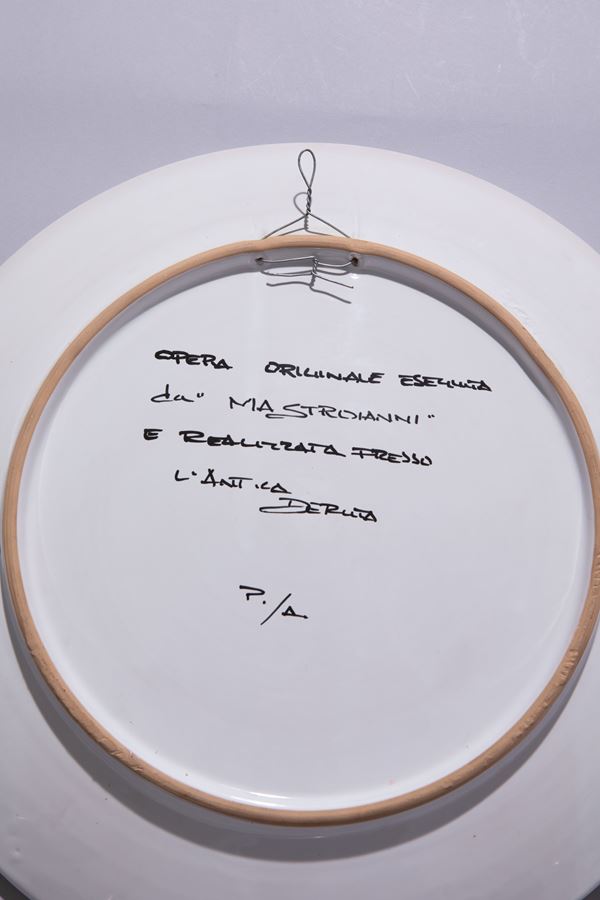 OPERA ORIGINALE ESEGUITA
da" MASTROIANNI"
E REALIZZATA PRESSO
L'ANTICA
DERUTA
P./A.